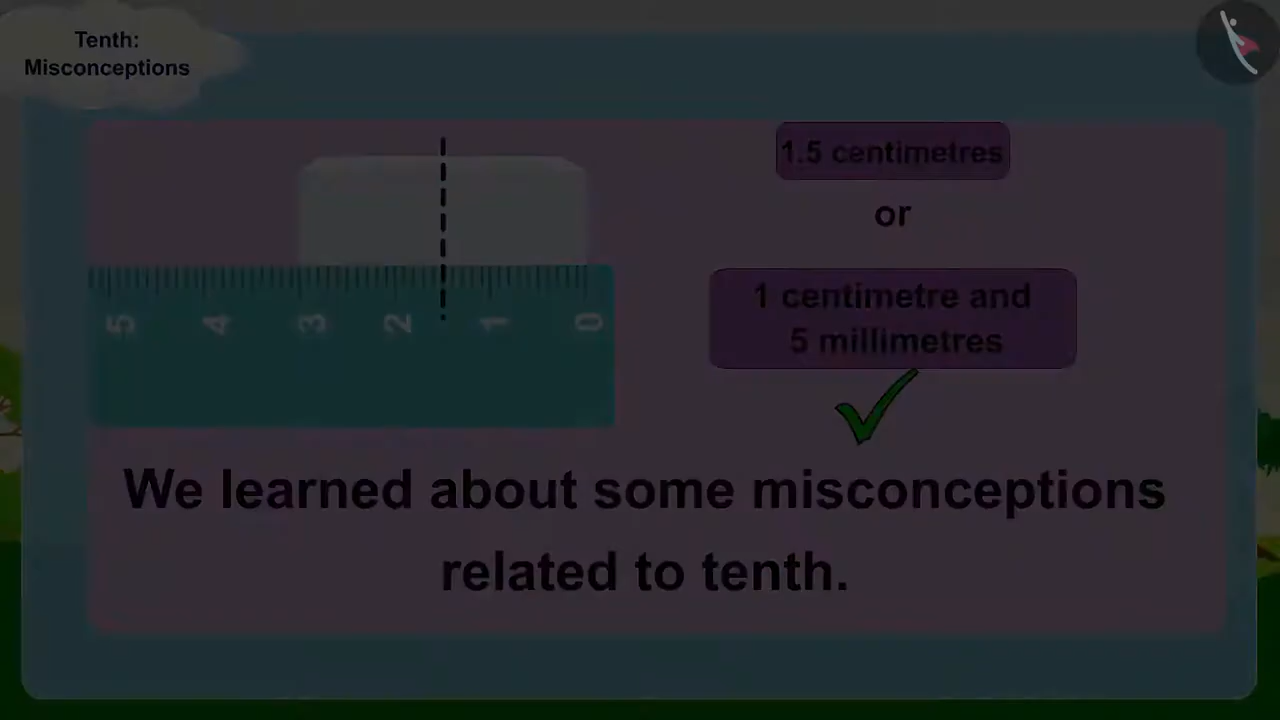 Tenth:
Misconceptions
1.5 centimetres
or
1 centimetre and
5 millimetres
5 4 3 2 1 0
We learned about some misconceptions
related to tenth.